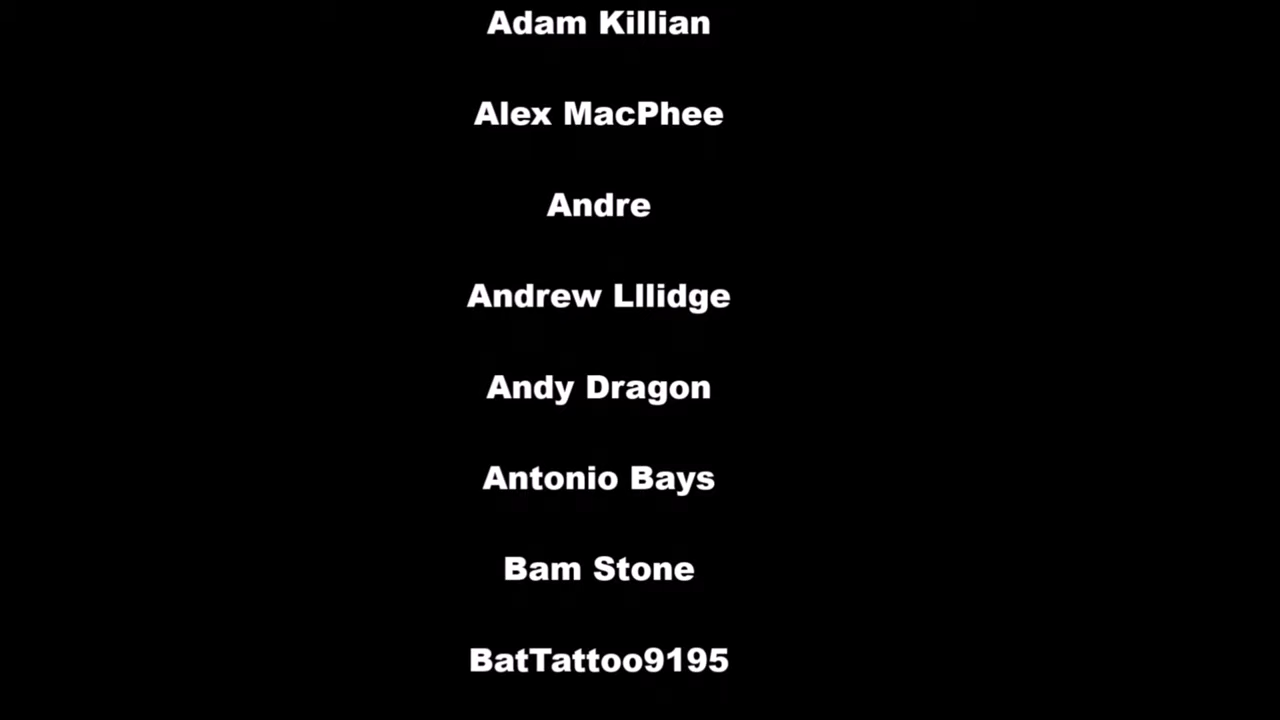 Adam Killian
Alex MacPhee
Andre
Andrew Lllidge
Andy Dragon
Antonio Bays
Bam Stone
BatTattoo9195